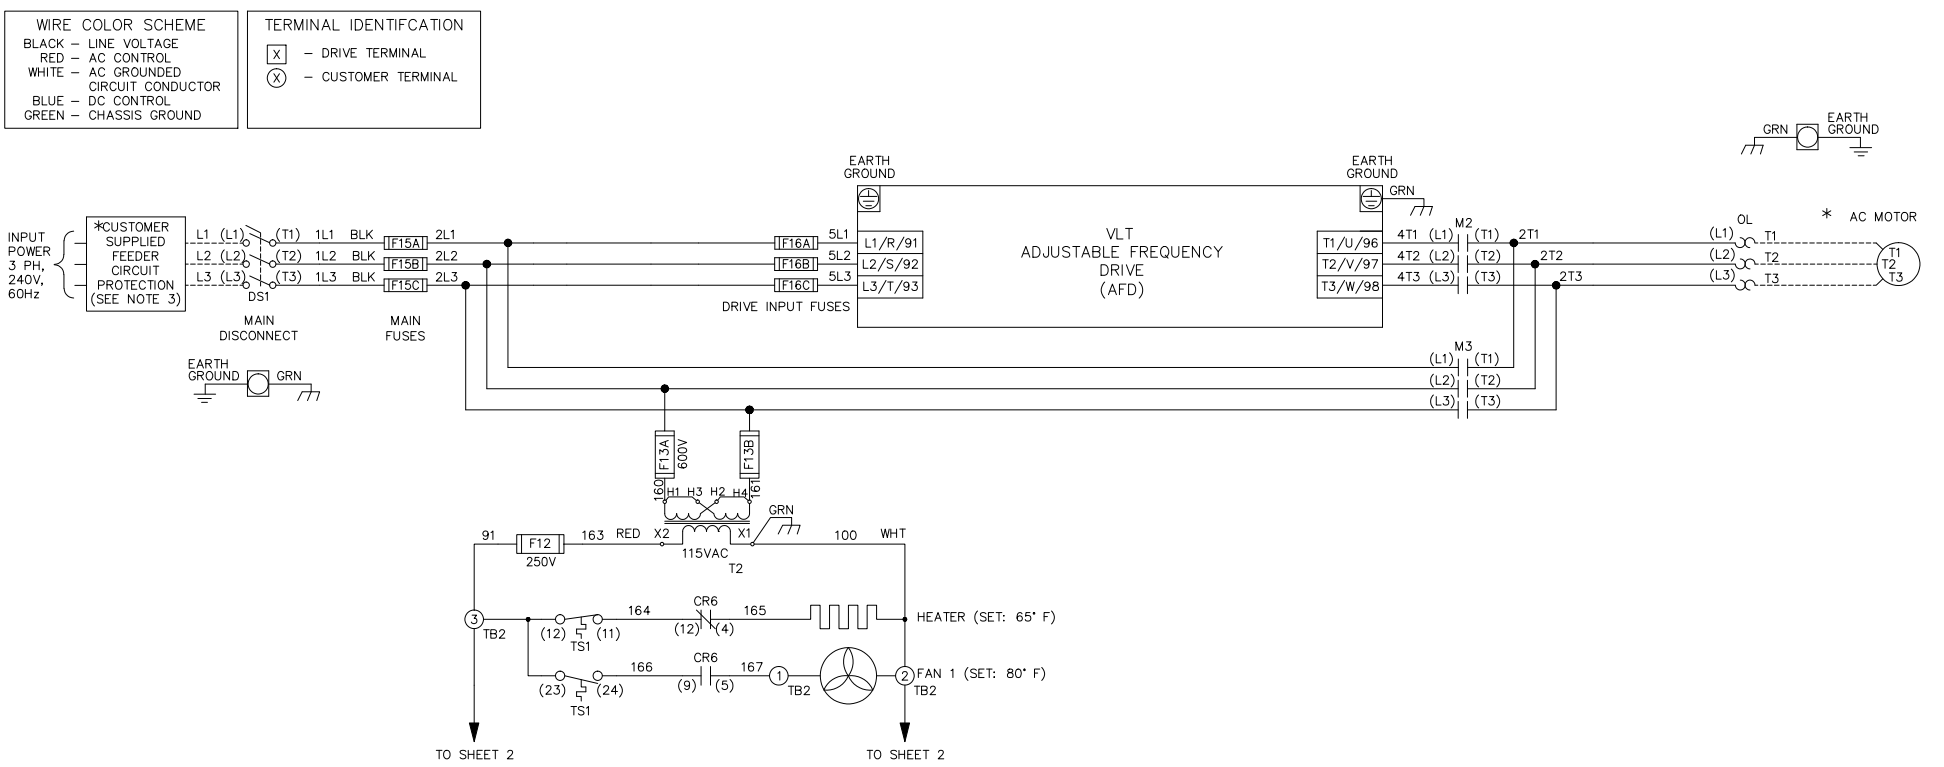 WIRE COLOR SCHEME
BLACK – LINE VOLTAGE
RED – AC CONTROL
WHITE – AC GROUNDED
CIRCUIT CONDUCTOR
BLUE – DC CONTROL
GREEN – CHASSIS GROUND
TERMINAL IDENTIFCATION
X – DRIVE TERMINAL
X – CUSTOMER TERMINAL
INPUT
POWER
3 PH,
240V,
60Hz
*CUSTOMER
SUPPLIED
FEEDER
CIRCUIT
PROTECTION
(SEE NOTE 3)
L1 (L1) (T1) 1L1 BLK F15A 2L1
L2 (L2) (T2) 1L2 BLK F15B 2L2
L3 (L3) (T3) 1L3 BLK F15C 2L3
DS1
MAIN
DISCONNECT
MAIN
FUSES
EARTH
GROUND
GRN
F16A 5L1
F16B 5L2
F16C 5L3
DRIVE INPUT FUSES
EARTH
GROUND
L1/R/91
L2/S/92
L3/T/93
VLT
ADJUSTABLE FREQUENCY
DRIVE
(AFD)
EARTH
GROUND
GRN
T1/U/96
T2/V/97
T3/W/98
M2
4T1 (L1) (T1) 2T1
4T2 (L2) (T2) 2T2
4T3 (L3) (T3) 2T3
M3
(L1) (T1)
(L2) (T2)
(L3) (T3)
GRN
EARTH
GROUND
OL
* AC MOTOR
(L1) T1
(L2) T2
(L3) T3
T1
T2
T3
F13A
600V
F13B
160
161
H1 H3 H2 H4
GRN
91 F12 163 RED X2 X1 100 WHT
250V
115VAC
T2
3
TB2
(12) (11)
TS1
164
CR6
(12) (4)
165
HEATER (SET: 65° F)
(23) (24)
TS1
166
CR6
(9) (5)
167
1
TB2
2
TB2
FAN 1 (SET: 80° F)
TO SHEET 2
TO SHEET 2